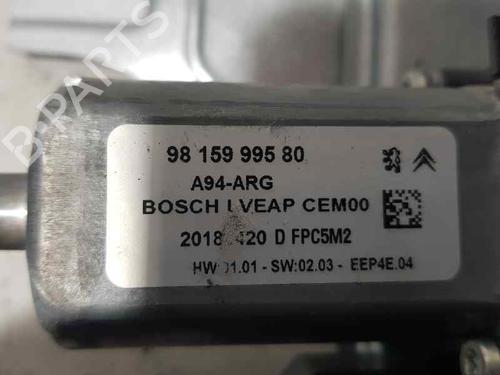 B-PARTS
98 159 995 80
A94-ARG
BOSCH LVEAP CEM00
2018 420 D FPC5M2
HW:01.01 - SW:02.03 - EEP4E.04